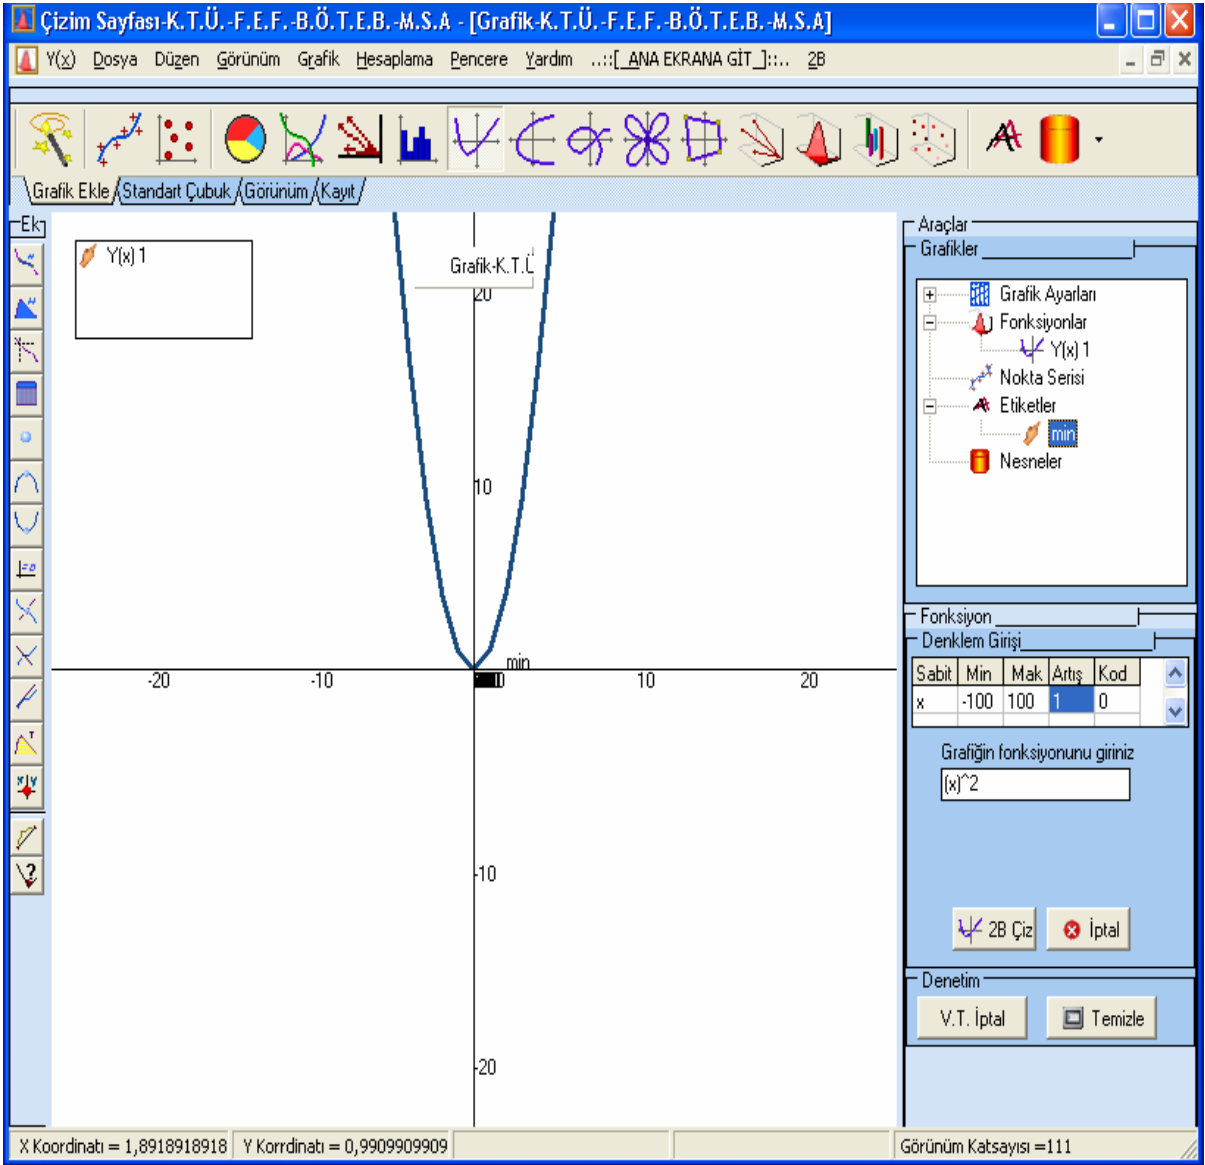 Çizim Sayfası-K.T.Ü.-F.E.F.-B.Ö.T.E.B.-M.S.A - [Grafik-K.T.Ü.-F.E.F.-B.Ö.T.E.B.-M.S.A]
Y(x) Dosya Düzen Görünüm Grafik Hesaplama Pencere Yardım ..::[_ANA EKRANA GİT_]::.. 2B
Grafik Ekle Standart Çubuk Görünüm Kayıt
Ek
Y(x) 1
Grafik-K.T.Ü
20
10
min
-20 -10 10 20
-10
-20
Araçlar
Grafikler
Grafik Ayarları
Fonksiyonlar
Y(x) 1
Nokta Serisi
Etiketler
min
Nesneler
Fonksiyon
Denklem Girişi
Sabit Min Mak Artış Kod
x -100 100 1 0
Grafiğin fonksiyonunu giriniz
(x)^2
2B Çiz İptal
Denetim
V.T. İptal Temizle
X Koordinatı = 1,8918918918 Y Korrdinatı = 0,9909909909 Görünüm Katsayısı =111